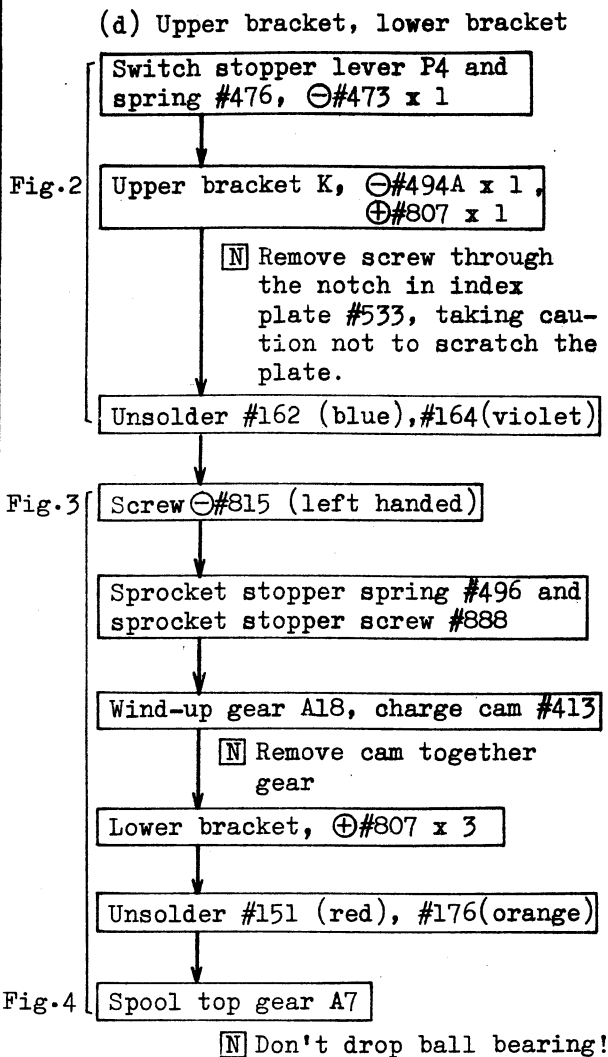 (d) Upper bracket, lower bracket
Switch stopper lever P4 and
spring #476, ⊖#473 x 1
Fig.2
Upper bracket K, ⊖#494A x 1,
⊕#807 x 1
N Remove screw through
the notch in index
plate #533, taking cau-
tion not to scratch the
plate.
Unsolder #162 (blue),#164(violet)
Fig.3
Screw⊖#815 (left handed)
Sprocket stopper spring #496 and
sprocket stopper screw #888
Wind-up gear A18, charge cam #413
N Remove cam together
gear
Lower bracket, ⊕#807 x 3
Unsolder #151 (red), #176(orange)
Fig.4
Spool top gear A7
N Don't drop ball bearing!